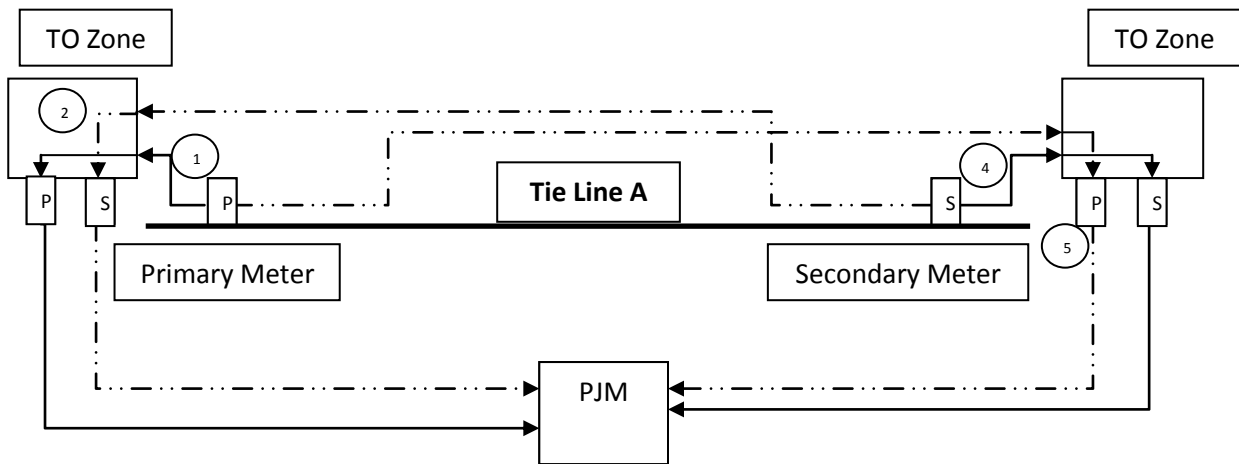 TO Zone
TO Zone
2
1
4
P
S
P
Tie Line A
S
P
S
5
Primary Meter
Secondary Meter
PJM